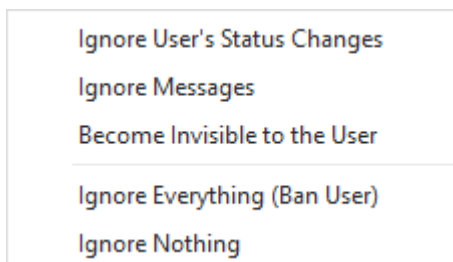 Ignore User's Status Changes
Ignore Messages
Become Invisible to the User
Ignore Everything (Ban User)
Ignore Nothing